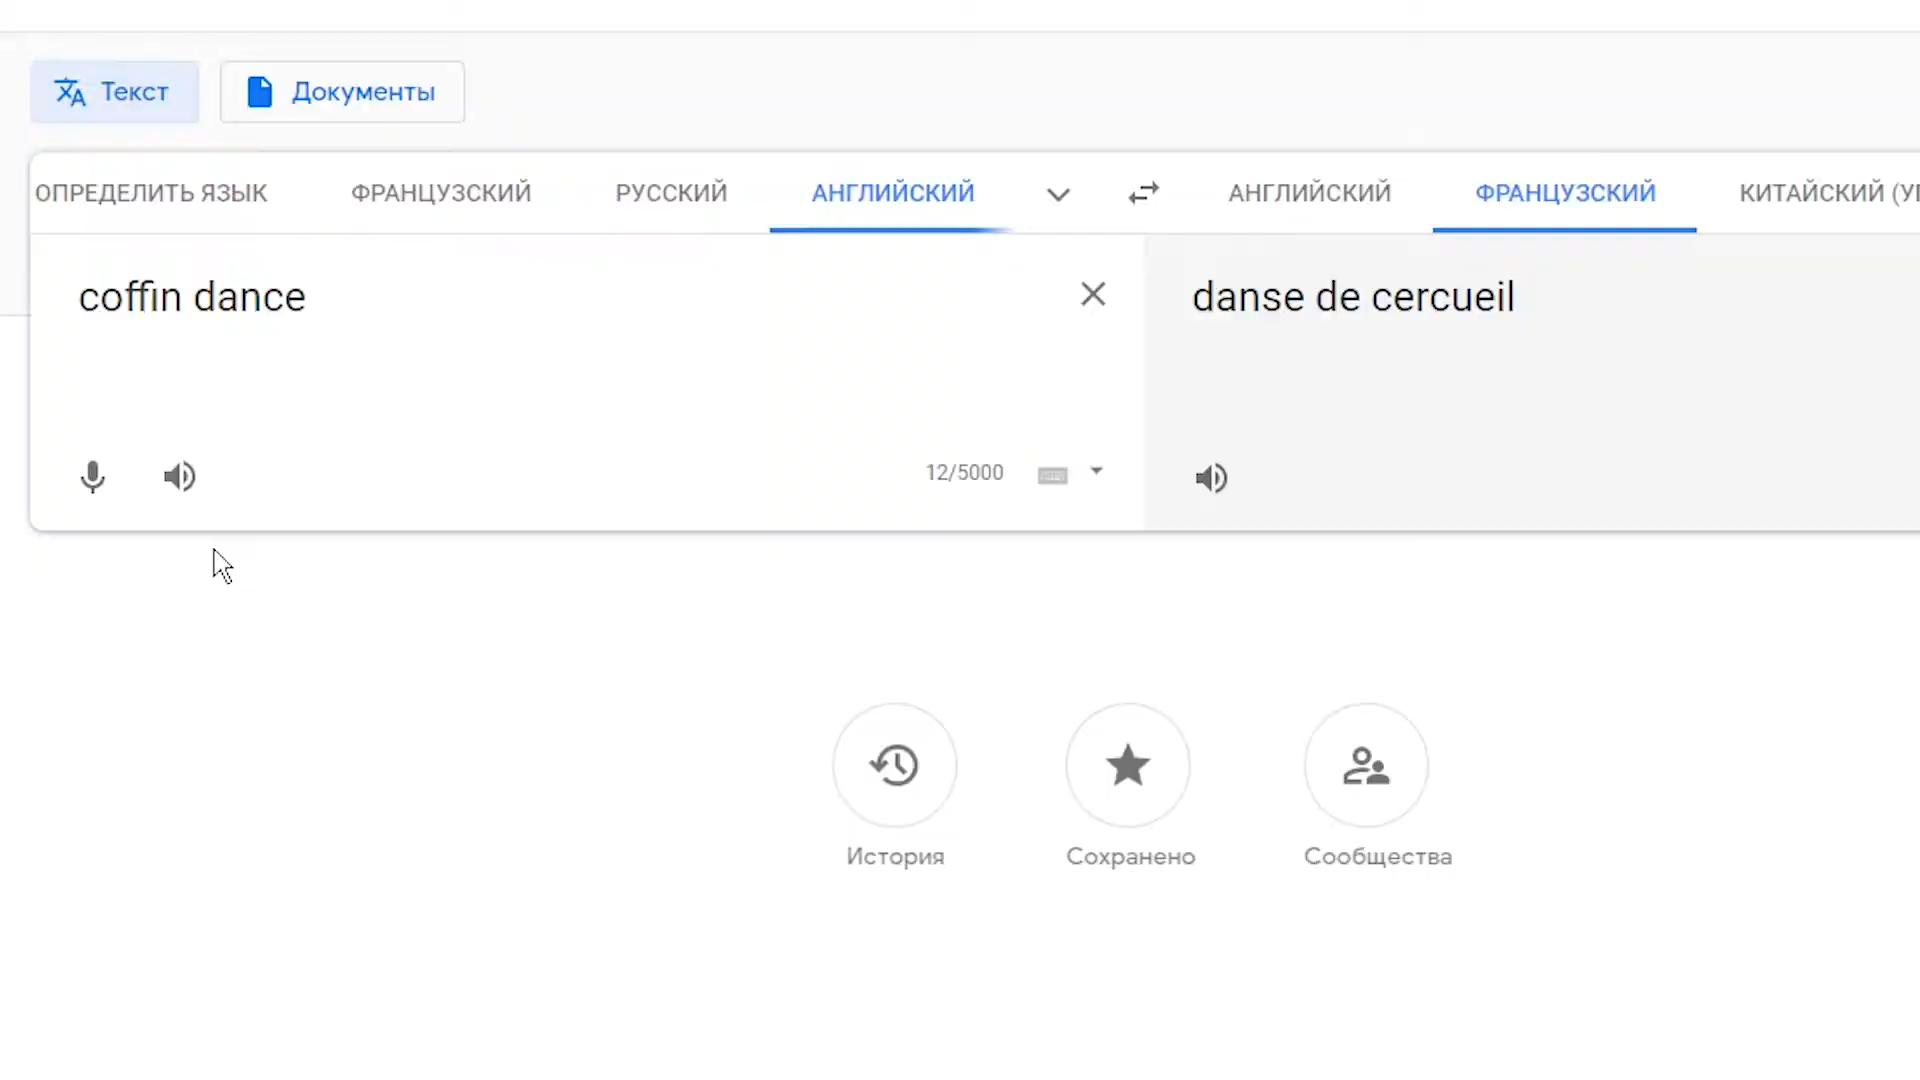 Текст
Документы
ОПРЕДЕЛИТЬ ЯЗЫК ФРАНЦУЗСКИЙ РУССКИЙ АНГЛИЙСКИЙ АНГЛИЙСКИЙ ФРАНЦУЗСКИЙ КИТАЙСКИЙ (УП
coffin dance
danse de cercueil
12/5000
История
Сохранено
Сообщества